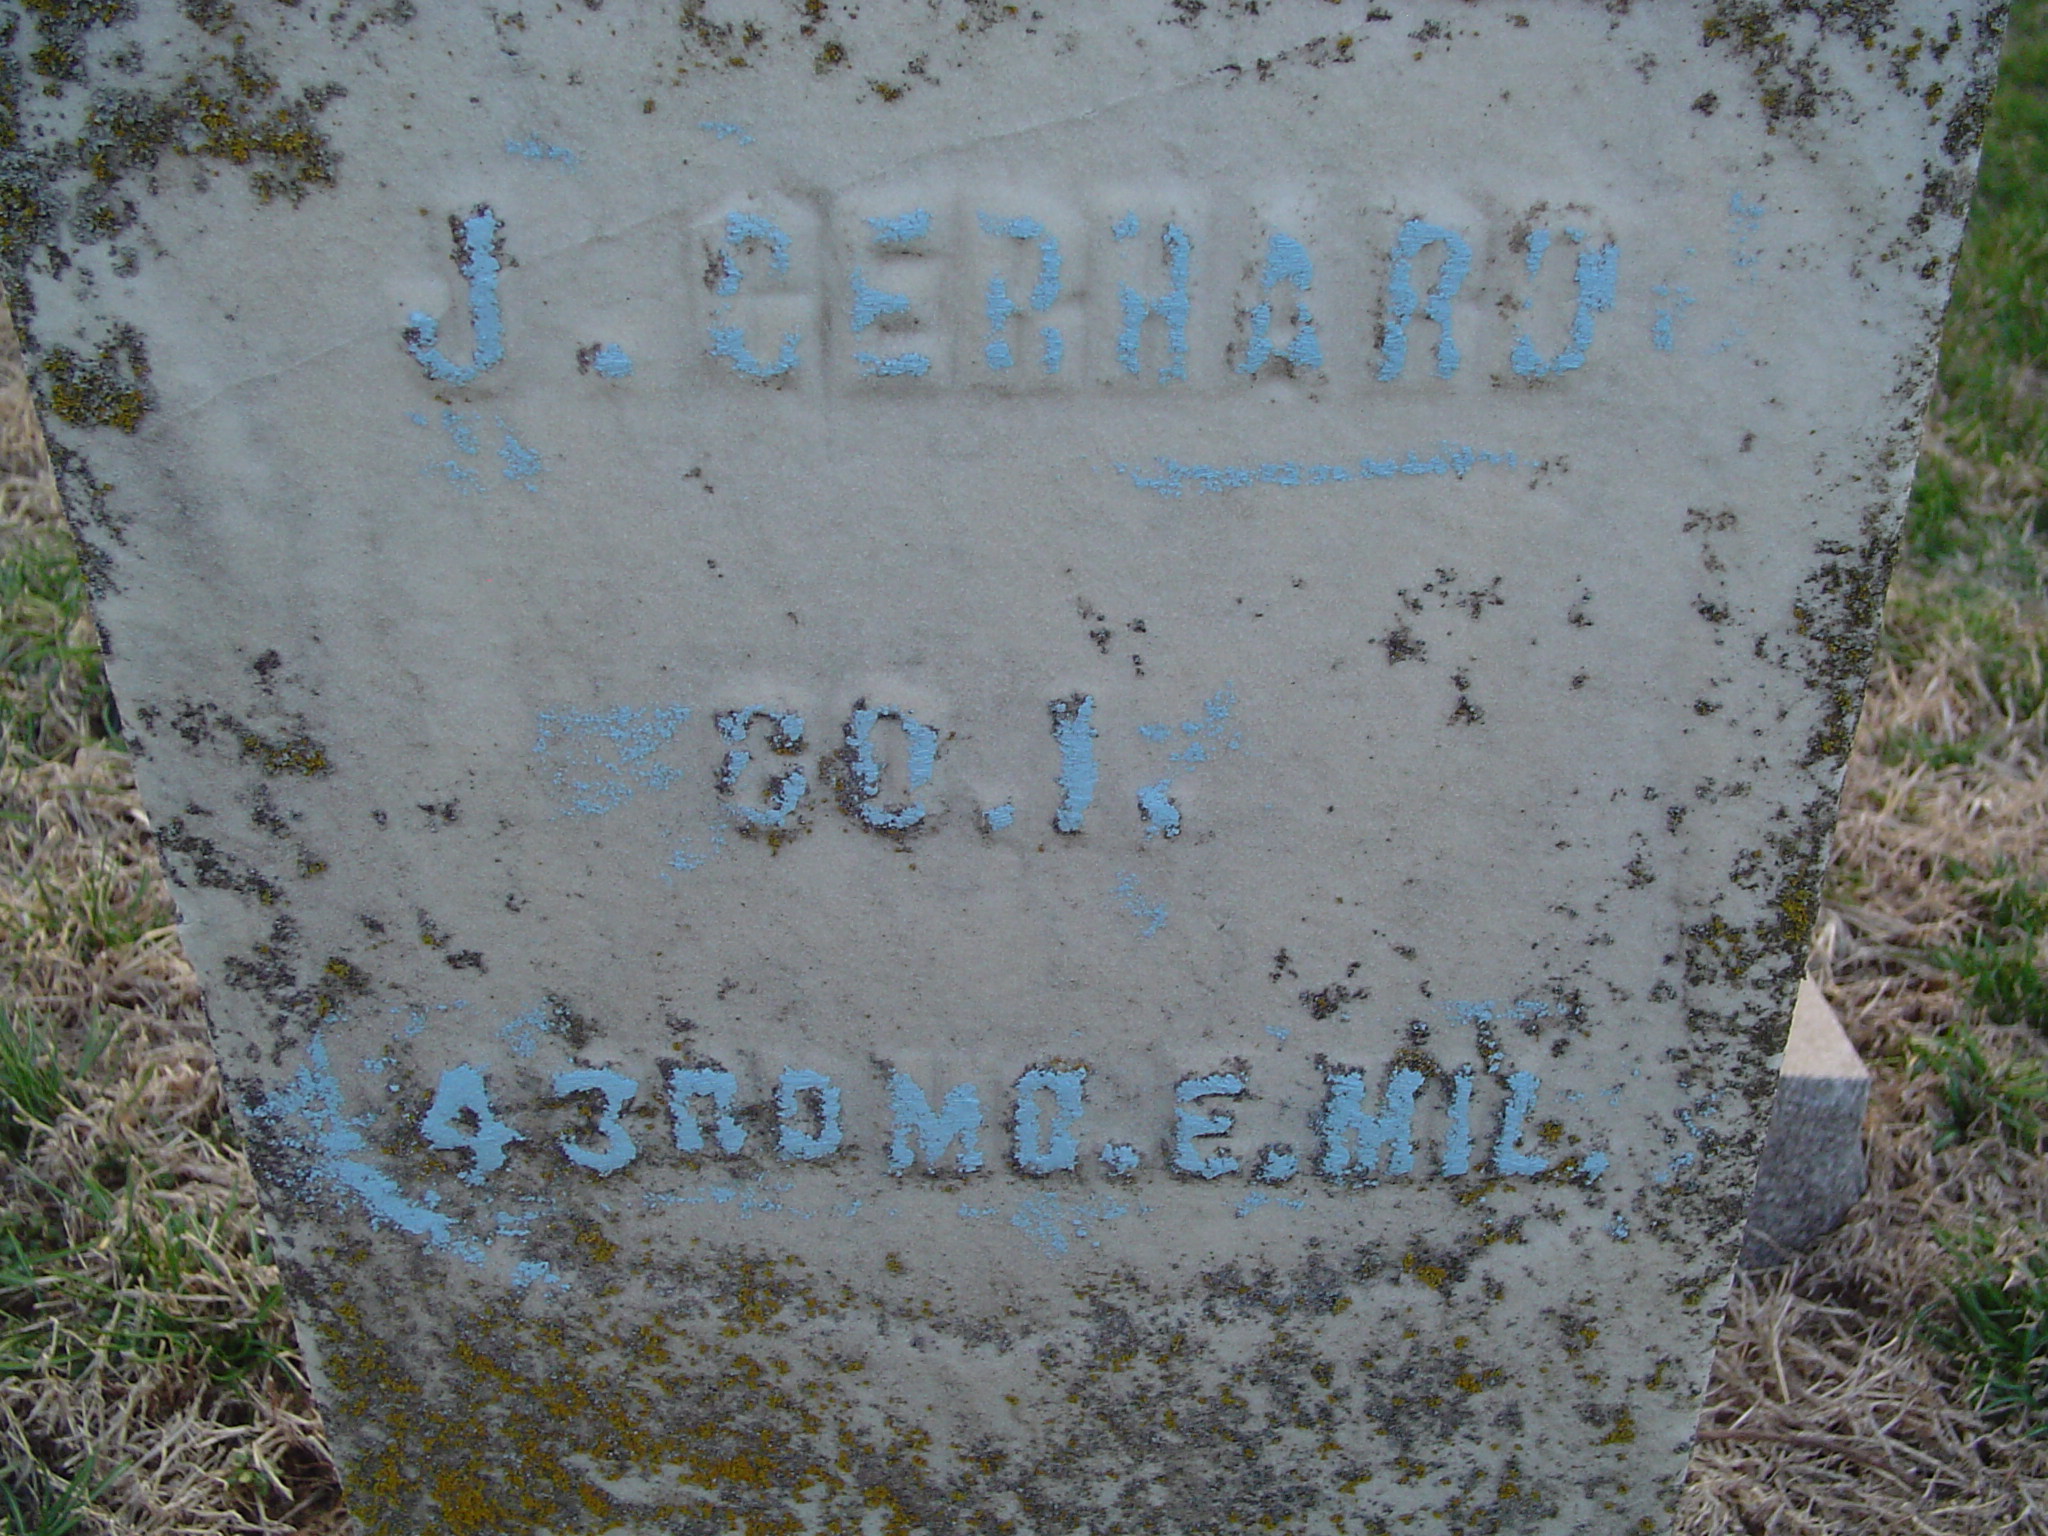 J. GERHARD
CO. I,
43RD MO. E. MIL.